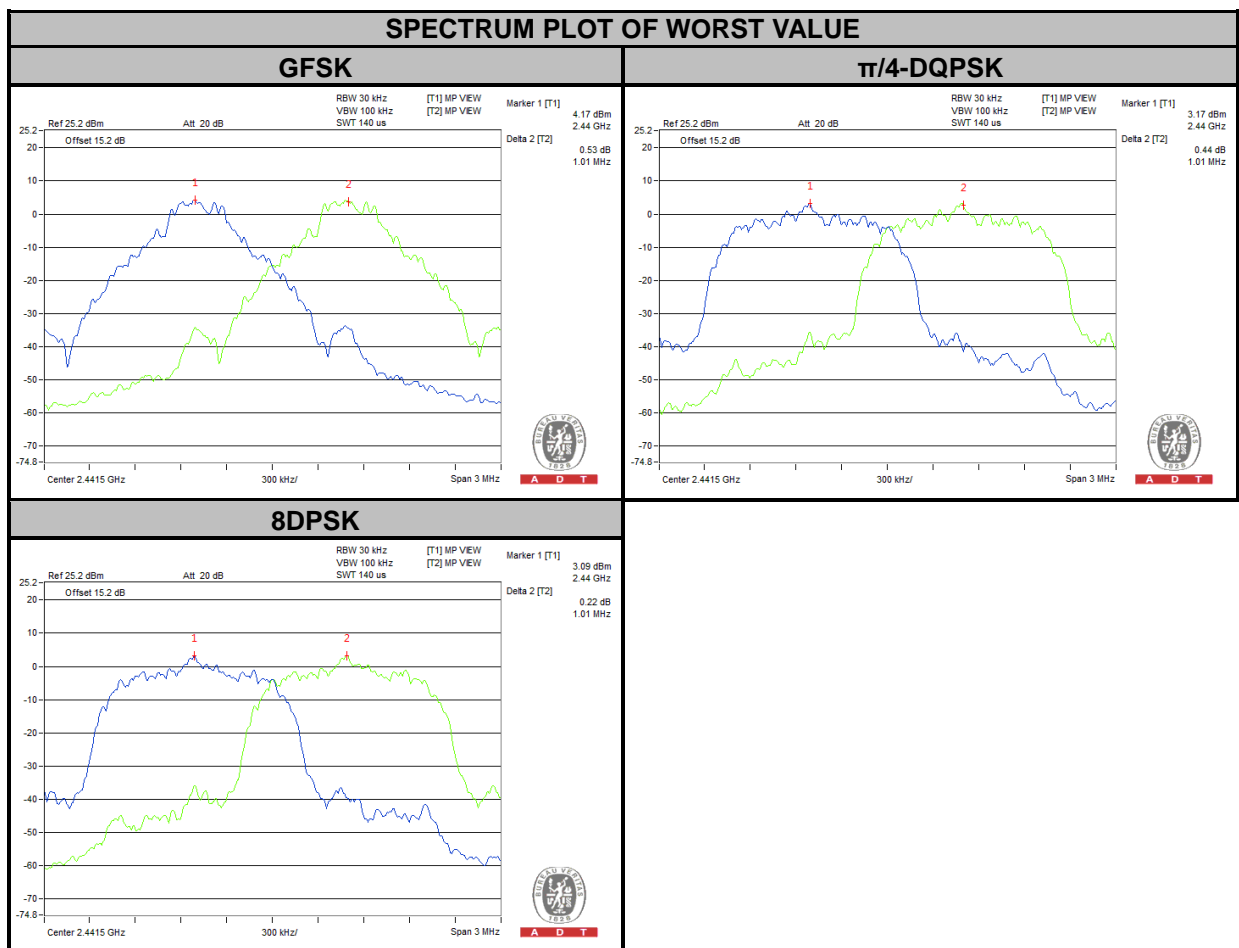 SPECTRUM PLOT OF WORST VALUE
GFSK
π/4-DQPSK
RBW 30 kHz [T1] MP VIEW
VBW 100 kHz [T2] MP VIEW
Ref 25.2 dBm Att 20 dB SWT 140 us
Marker 1 [T1]
4.17 dBm
2.44 GHz
Delta 2 [T2]
0.53 dB
1.01 MHz
Offset 15.2 dB
25.2
20
10
0
-10
-20
-30
-40
-50
-60
-70
-74.8
1
2
Center 2.4415 GHz 300 kHz/ Span 3 MHz
BUREAU VERITAS
1828
A D T
RBW 30 kHz [T1] MP VIEW
VBW 100 kHz [T2] MP VIEW
Ref 25.2 dBm Att 20 dB SWT 140 us
Marker 1 [T1]
3.17 dBm
2.44 GHz
Delta 2 [T2]
0.44 dB
1.01 MHz
Offset 15.2 dB
25.2
20
10
0
-10
-20
-30
-40
-50
-60
-70
-74.8
1
2
Center 2.4415 GHz 300 kHz/ Span 3 MHz
BUREAU VERITAS
1828
A D T
8DPSK
RBW 30 kHz [T1] MP VIEW
VBW 100 kHz [T2] MP VIEW
Ref 25.2 dBm Att 20 dB SWT 140 us
Marker 1 [T1]
3.09 dBm
2.44 GHz
Delta 2 [T2]
0.22 dB
1.01 MHz
Offset 15.2 dB
25.2
20
10
0
-10
-20
-30
-40
-50
-60
-70
-74.8
1
2
Center 2.4415 GHz 300 kHz/ Span 3 MHz
BUREAU VERITAS
1828
A D T